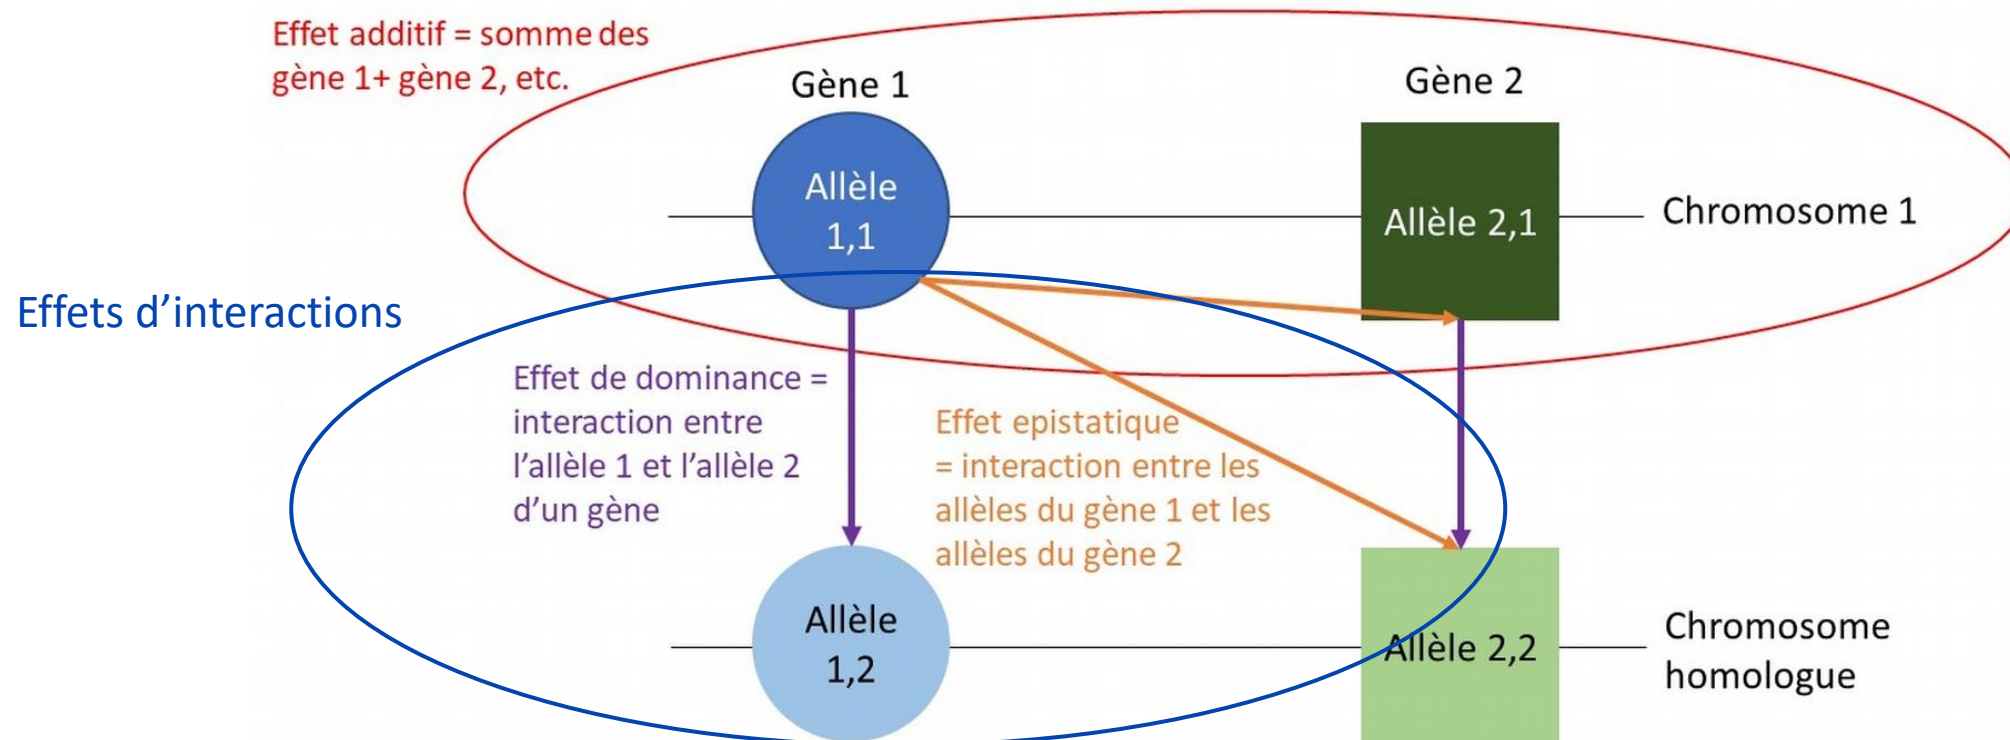 Effet additif = somme des
gène 1+ gène 2, etc.
Gène 1
Gène 2
Allèle
1,1
Allèle 2,1
Chromosome 1
Effets d’interactions
Effet de dominance =
interaction entre
l’allèle 1 et l’allèle 2
d’un gène
Effet epistatique
= interaction entre les
allèles du gène 1 et les
allèles du gène 2
Allèle
1,2
Allèle 2,2
Chromosome
homologue